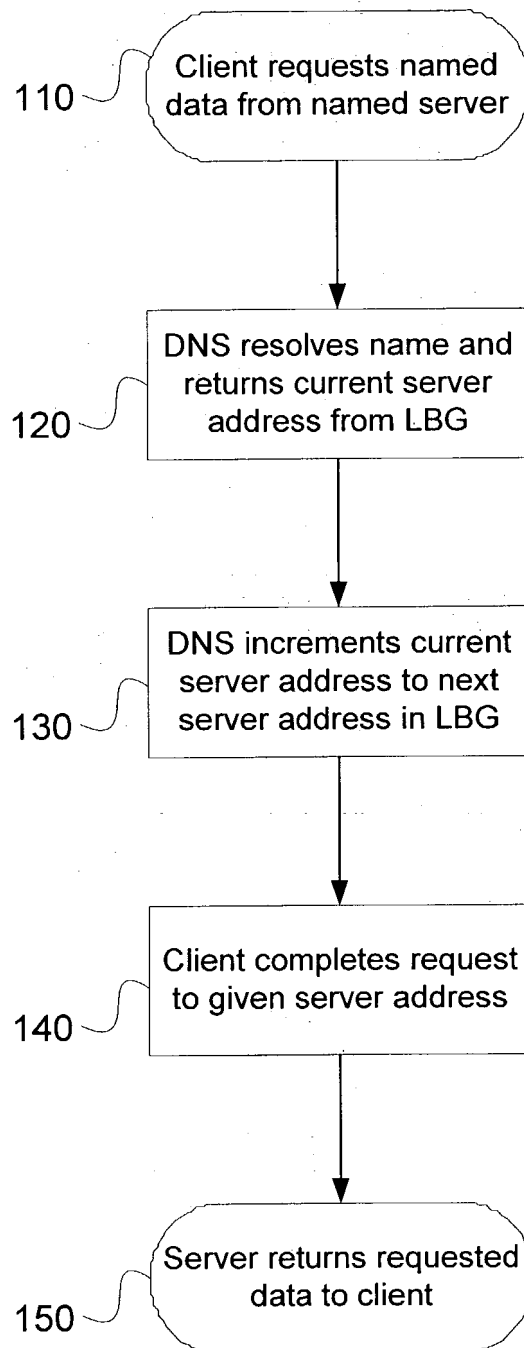 Client requests named
data from named server
110
DNS resolves name and
returns current server
address from LBG
120
DNS increments current
server address to next
server address in LBG
130
Client completes request
to given server address
140
Server returns requested
data to client
150